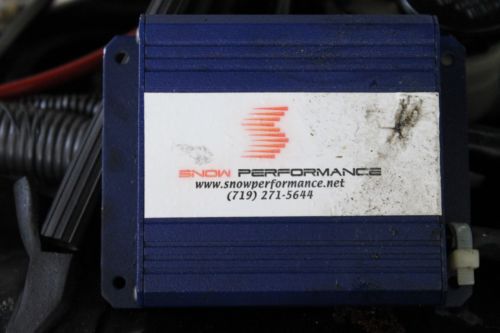 SNOW PERFORMANCE
www.snowperformance.net
(719) 271-5644